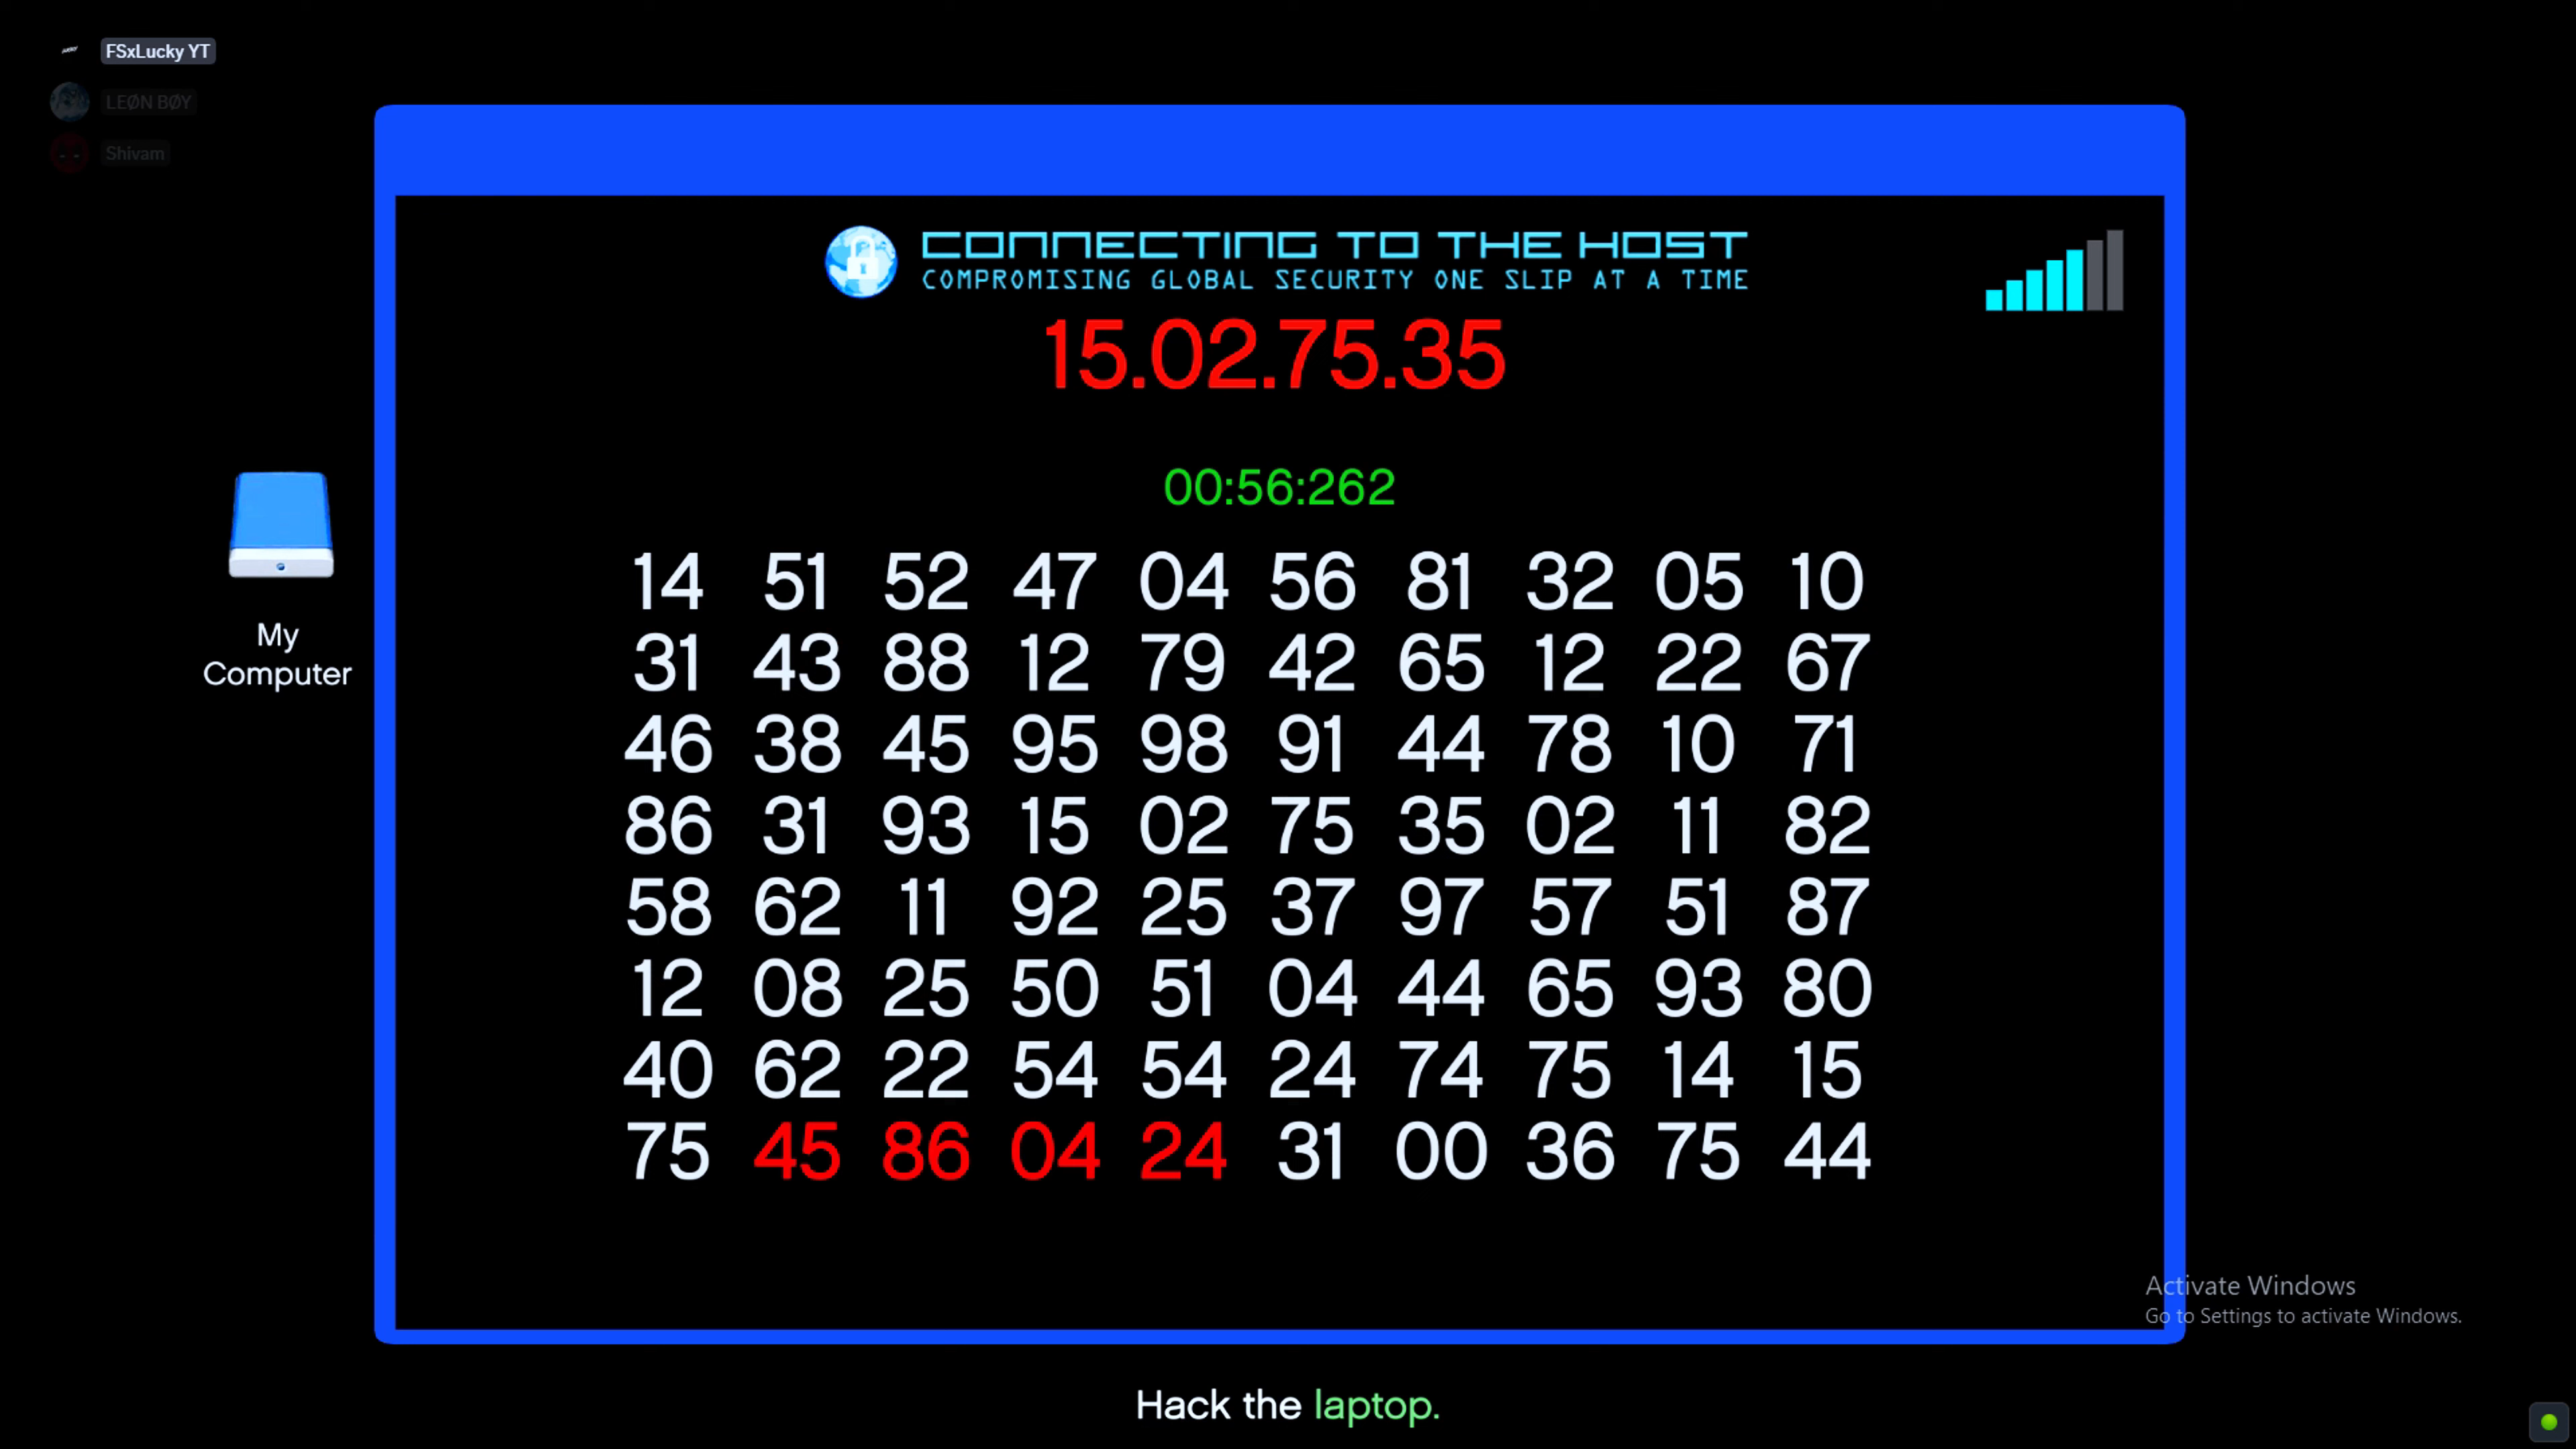 FSxLucky YT
LEØN BØY
Shivam
CONNECTING TO THE HOST
COMPROMISING GLOBAL SECURITY ONE SLIP AT A TIME
15.02.75.35
00:56:262
14 51 52 47 04 56 81 32 05 10
31 43 88 12 79 42 65 12 22 67
46 38 45 95 98 91 44 78 10 71
86 31 93 15 02 75 35 02 11 82
58 62 11 92 25 37 97 57 51 87
12 08 25 50 51 04 44 65 93 80
40 62 22 54 54 24 74 75 14 15
75 45 86 04 24 31 00 36 75 44
My
Computer
Activate Windows
Go to Settings to activate Windows.
Hack the laptop.